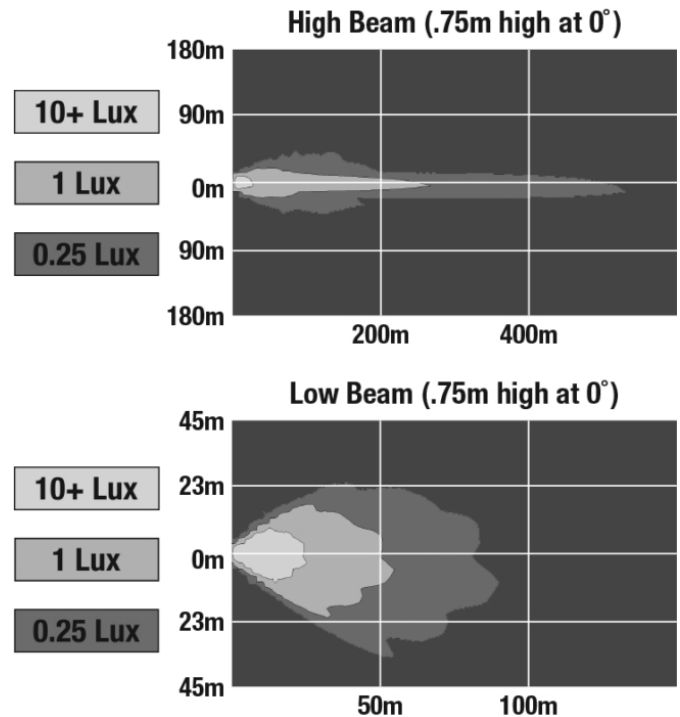 High Beam (.75m high at 0˚)
180m
10+ Lux
90m
1 Lux
0m
0.25 Lux
90m
180m
200m 400m
Low Beam (.75m high at 0˚)
45m
10+ Lux
23m
1 Lux
0m
0.25 Lux
23m
45m
50m 100m